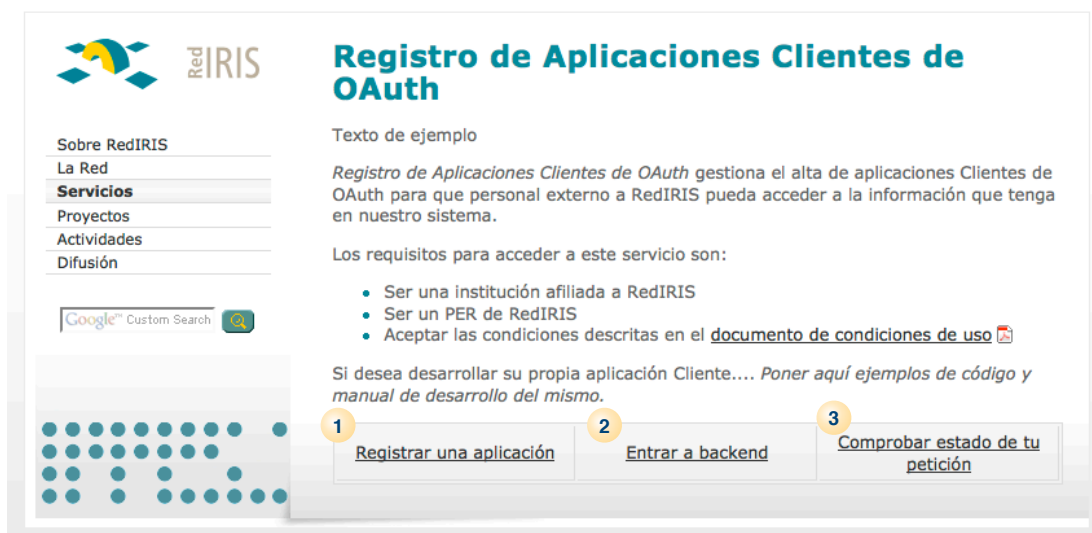 Red IRIS
Sobre RedIRIS
La Red
Servicios
Proyectos
Actividades
Difusión
Google™ Custom Search
Registro de Aplicaciones Clientes de
OAuth
Texto de ejemplo
Registro de Aplicaciones Clientes de OAuth gestiona el alta de aplicaciones Clientes de
OAuth para que personal externo a RedIRIS pueda acceder a la información que tenga
en nuestro sistema.
Los requisitos para acceder a este servicio son:
• Ser una institución afiliada a RedIRIS
• Ser un PER de RedIRIS
• Aceptar las condiciones descritas en el documento de condiciones de uso
Si desea desarrollar su propia aplicación Cliente.... Poner aquí ejemplos de código y
manual de desarrollo del mismo.
1
Registrar una aplicación
2
Entrar a backend
3
Comprobar estado de tu
petición